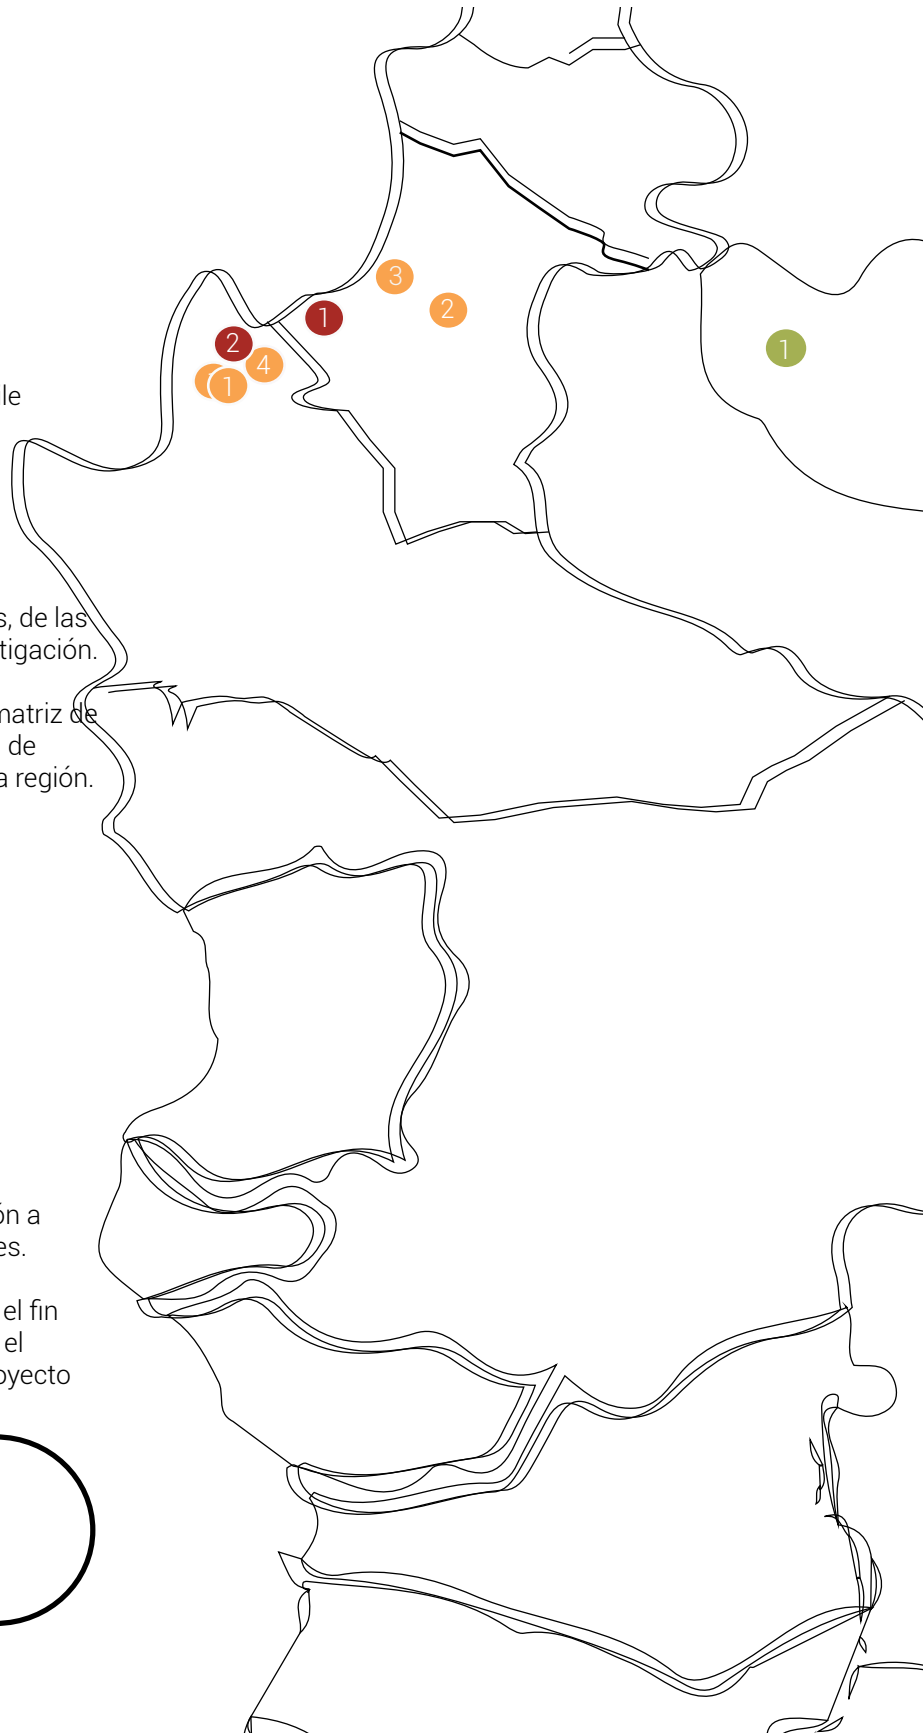 3
1
2
2
1
4
1
ile
s, de las
tigación.
matriz de
de
a región.
ón a
es.
el fin
el
oyecto